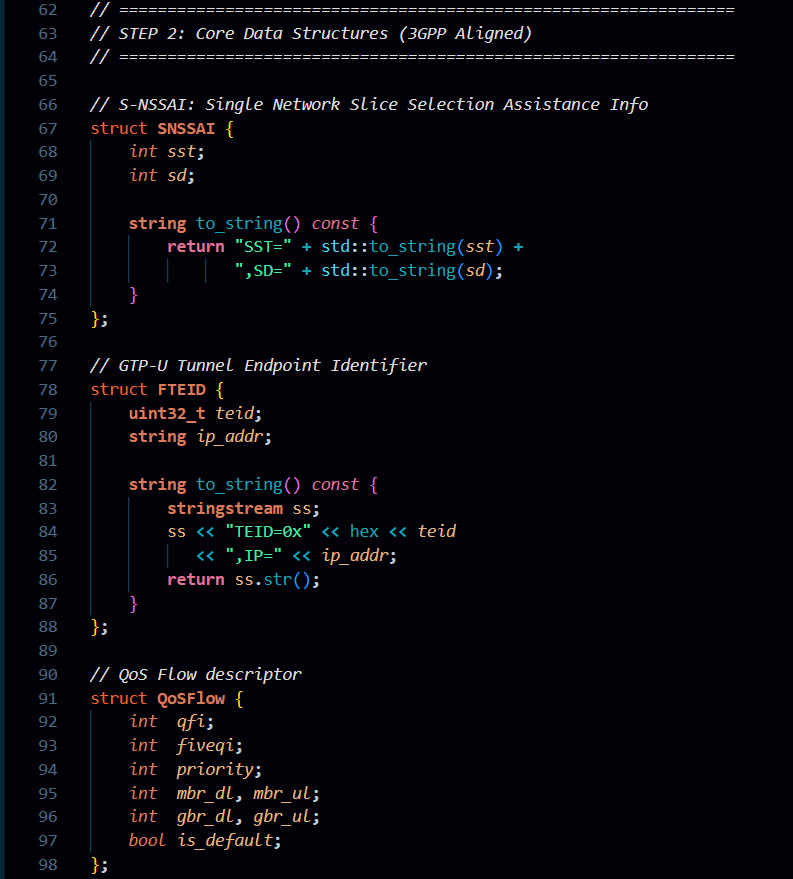 62 // ================================================================
63 // STEP 2: Core Data Structures (3GPP Aligned)
64 // ================================================================
65
66 // S-NSSAI: Single Network Slice Selection Assistance Info
67 struct SNSSAI {
68     int sst;
69     int sd;
70
71     string to_string() const {
72         return "SST=" + std::to_string(sst) +
73                ",SD=" + std::to_string(sd);
74     }
75 };
76
77 // GTP-U Tunnel Endpoint Identifier
78 struct FTEID {
79     uint32_t teid;
80     string ip_addr;
81
82     string to_string() const {
83         stringstream ss;
84         ss << "TEID=0x" << hex << teid
85            << ",IP=" << ip_addr;
86         return ss.str();
87     }
88 };
89
90 // QoS Flow descriptor
91 struct QoSFlow {
92     int  qfi;
93     int  fiveqi;
94     int  priority;
95     int  mbr_dl, mbr_ul;
96     int  gbr_dl, gbr_ul;
97     bool is_default;
98 };